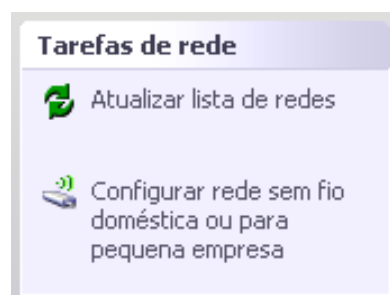 Tarefas de rede
Atualizar lista de redes
Configurar rede sem fio
doméstica ou para
pequena empresa